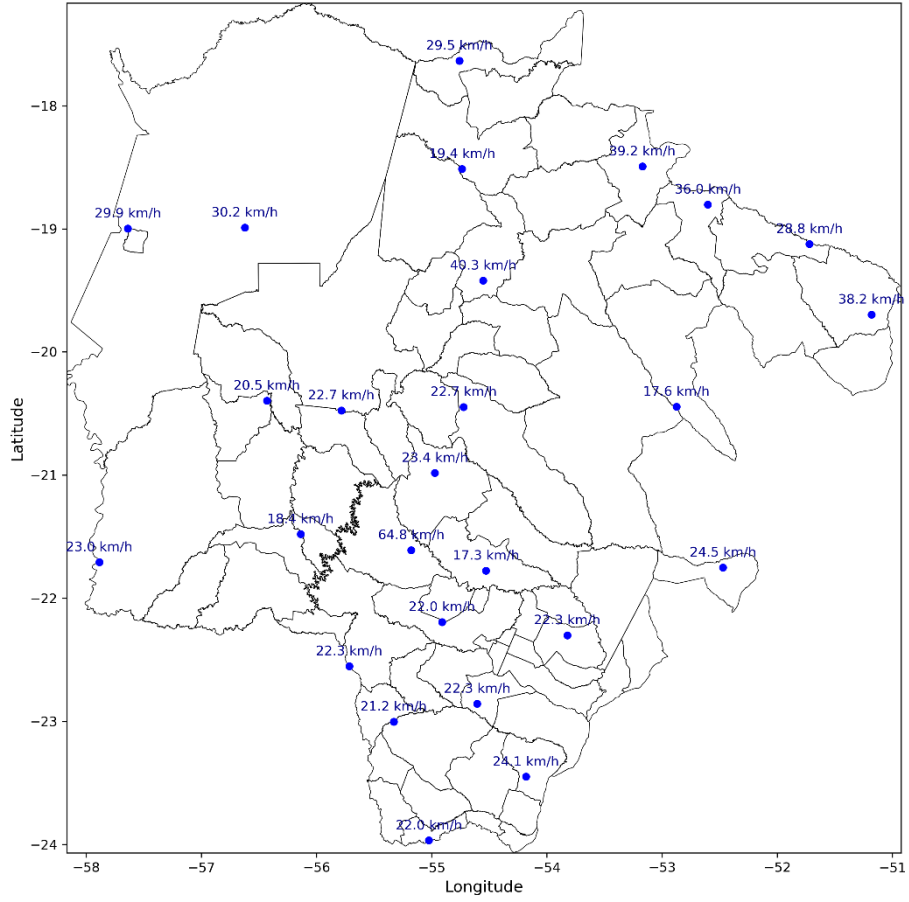 29.5 km/h
−18
19.4 km/h
39.2 km/h
36.0 km/h
29.9 km/h
30.2 km/h
28.8 km/h
−19
40.3 km/h
38.2 km/h
−20
20.5 km/h
22.7 km/h
22.7 km/h
17.6 km/h
Latitude
−21
23.4 km/h
18.4 km/h
23.0 km/h
64.8 km/h
17.3 km/h
24.5 km/h
−22
22.0 km/h
22.3 km/h
22.3 km/h
22.3 km/h
−23
21.2 km/h
24.1 km/h
22.0 km/h
−24
−58
−57
−56
−55
−54
−53
−52
−51
Longitude